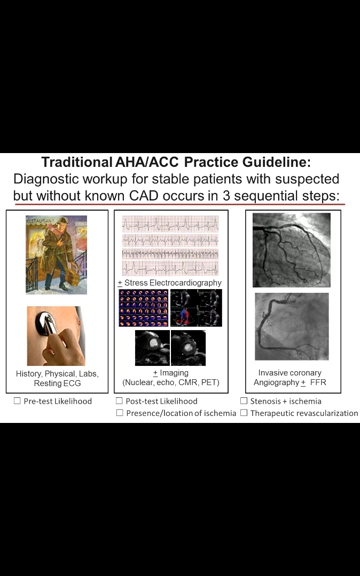 Traditional AHA/ACC Practice Guideline:
Diagnostic workup for stable patients with suspected
but without known CAD occurs in 3 sequential steps:
History, Physical, Labs,
Resting ECG
☐ Pre-test Likelihood
+ Stress Electrocardiography
+ Imaging
(Nuclear, echo, CMR, PET)
☐ Post-test Likelihood
☐ Presence/location of ischemia
Invasive coronary
Angiography + FFR
☐ Stenosis + ischemia
☐ Therapeutic revascularization